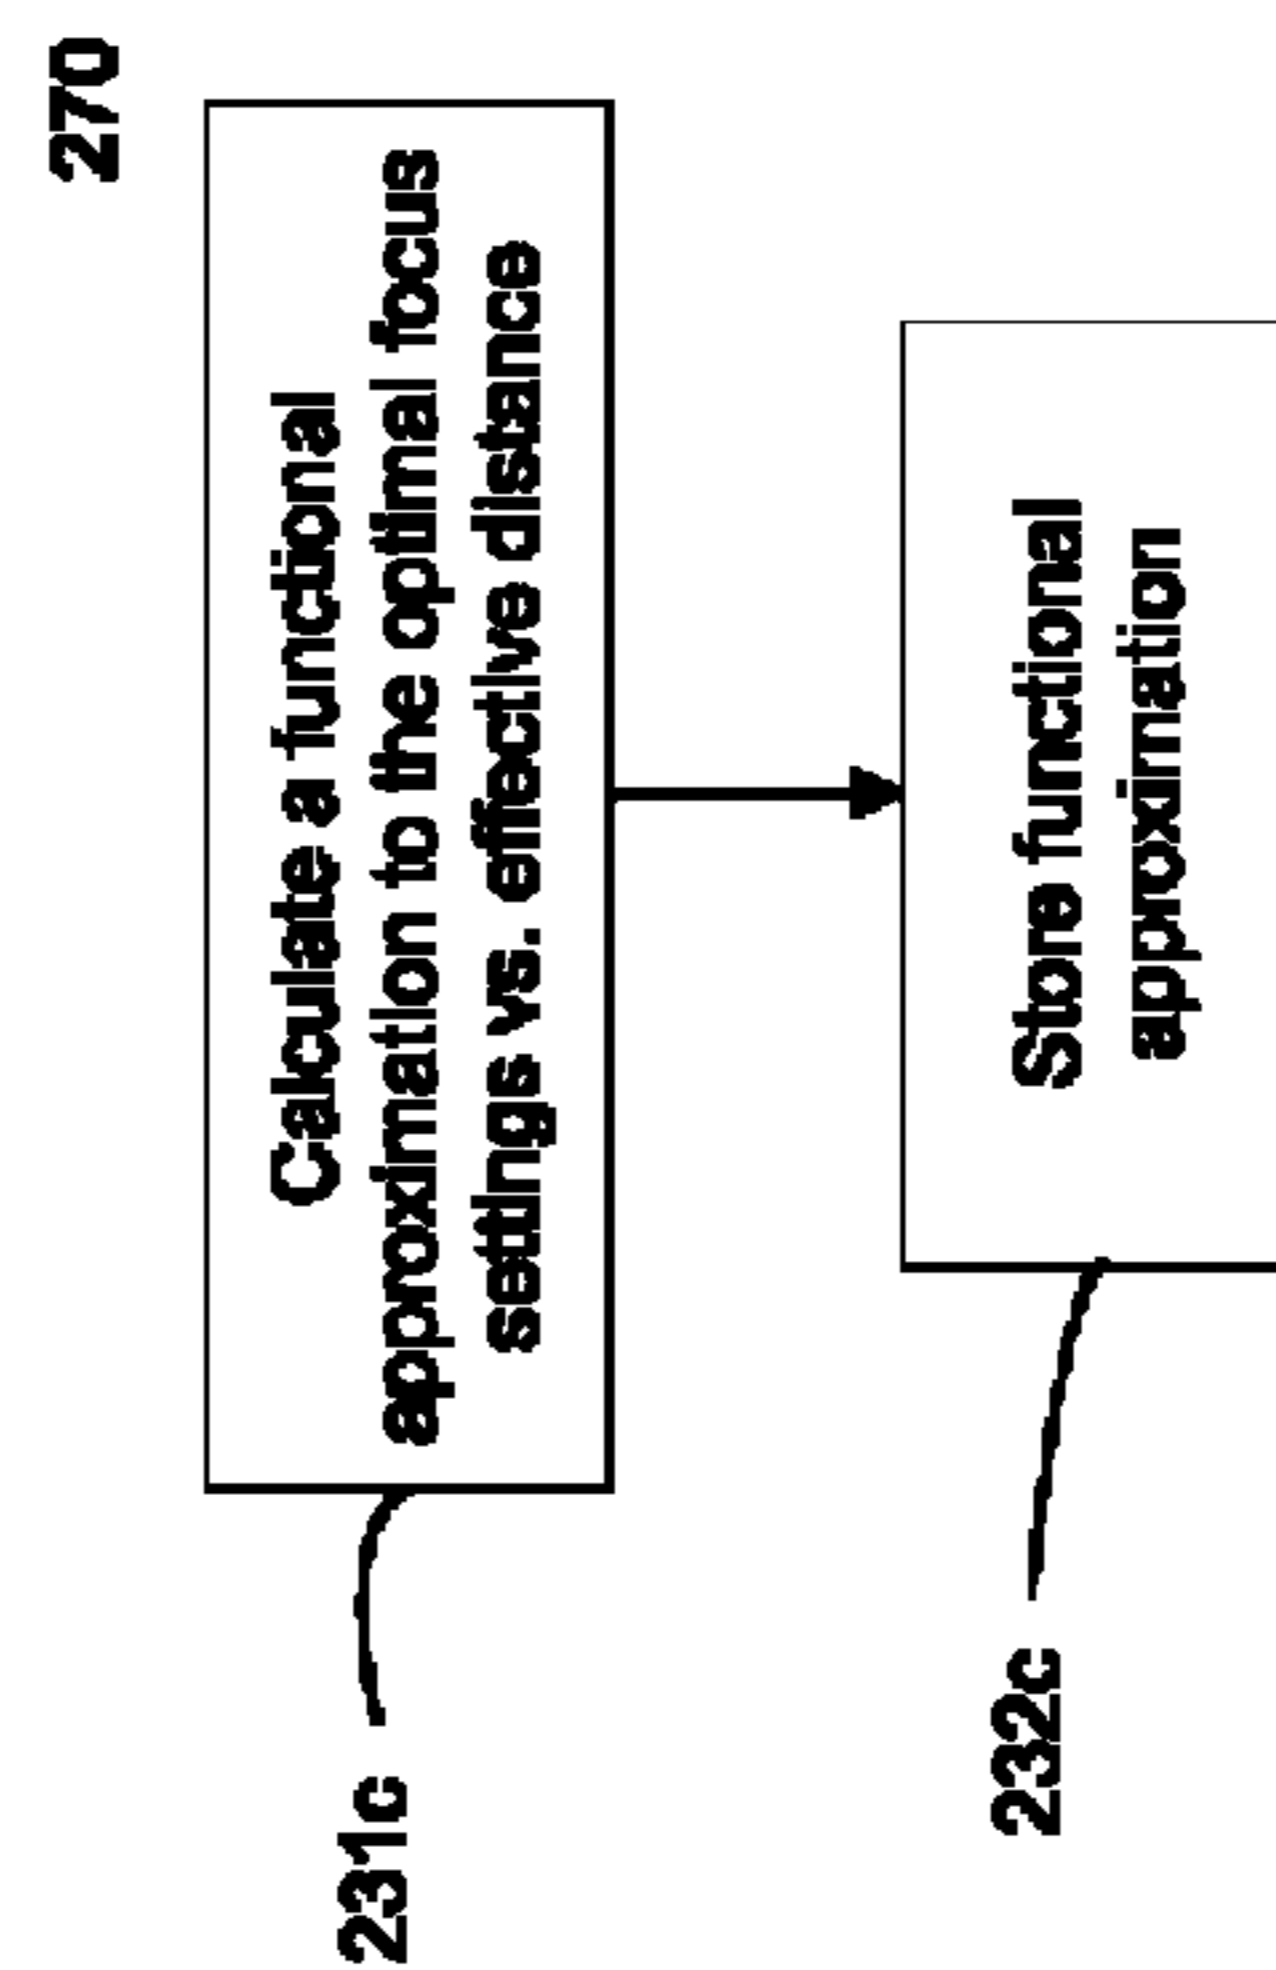 270
Calculate a functional
approximation to the optimal focus
settings vs. effective distance
231c
Store functional
approximation
232c